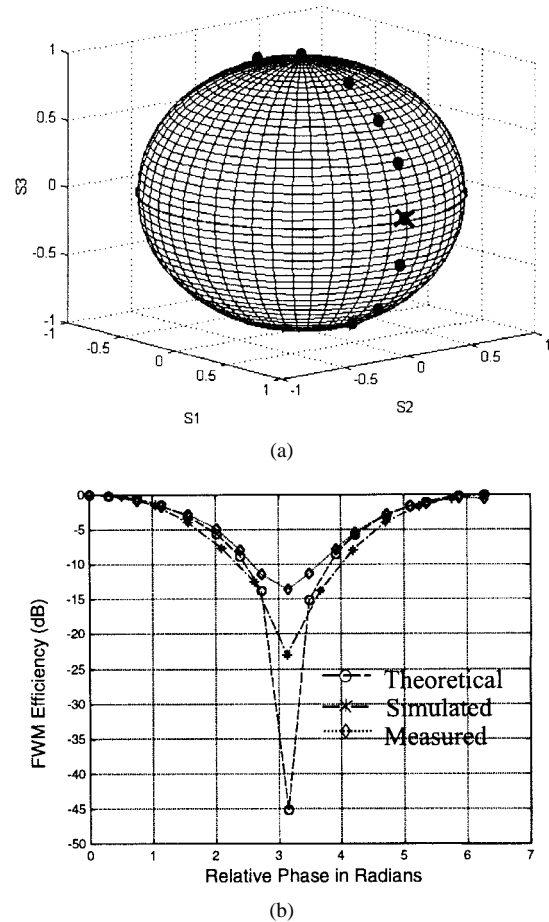 1
0.5
0
-0.5
-1
S3
-1
-0.5
0
0.5
1
S1
-1
-0.5
0
0.5
1
S2
(a)
0
-5
-10
-15
-20
-25
-30
-35
-40
-45
-50
FWM Efficiency (dB)
Theoretical
Simulated
Measured
0 1 2 3 4 5 6 7
Relative Phase in Radians
(b)